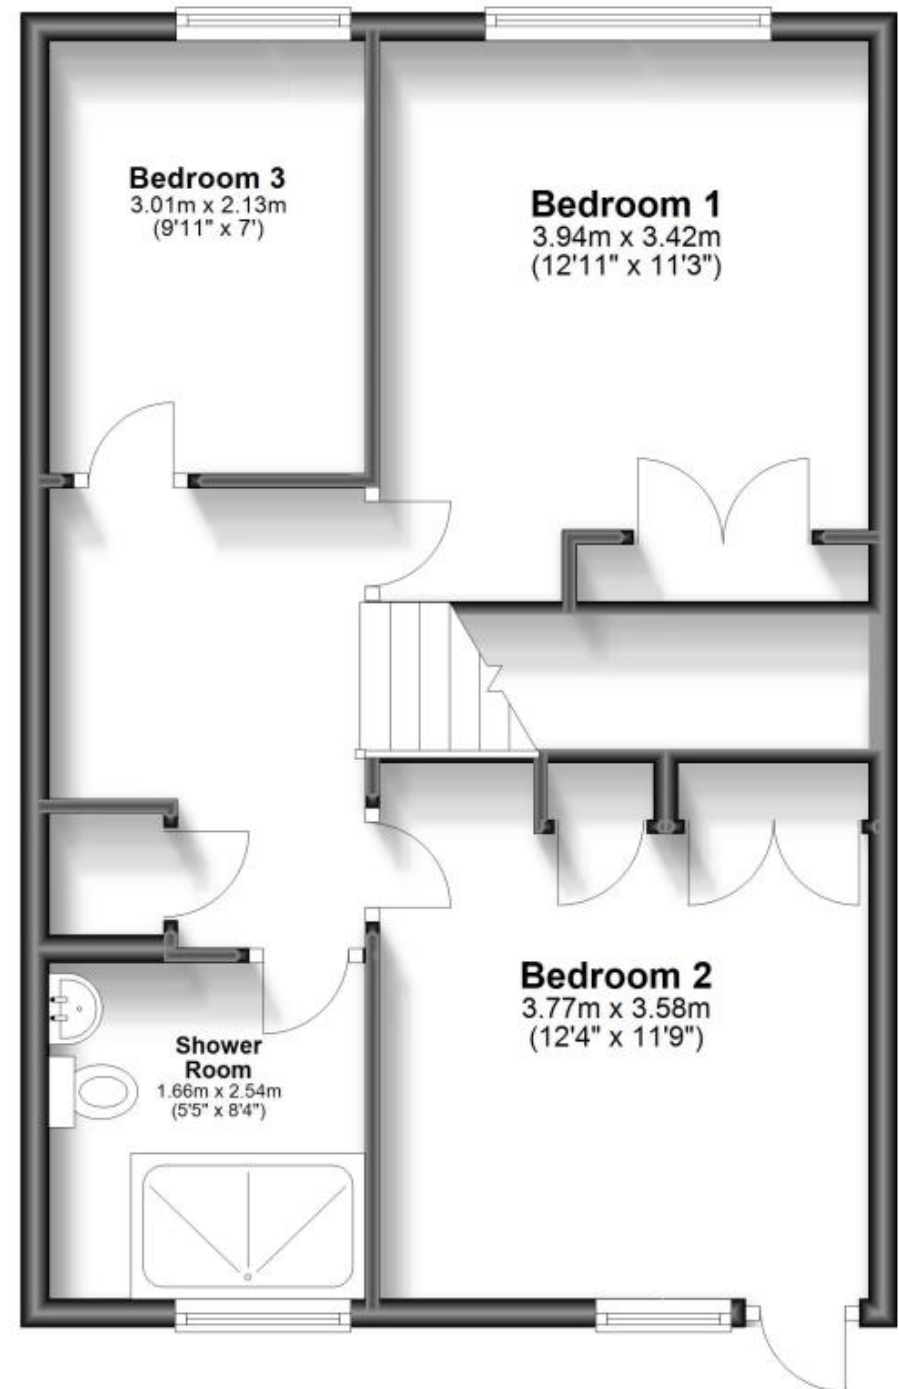 Bedroom 3
3.01m x 2.13m
(9'11" x 7')
Bedroom 1
3.94m x 3.42m
(12'11" x 11'3")
Bedroom 2
3.77m x 3.58m
(12'4" x 11'9")
Shower
Room
1.66m x 2.54m
(5'5" x 8'4")